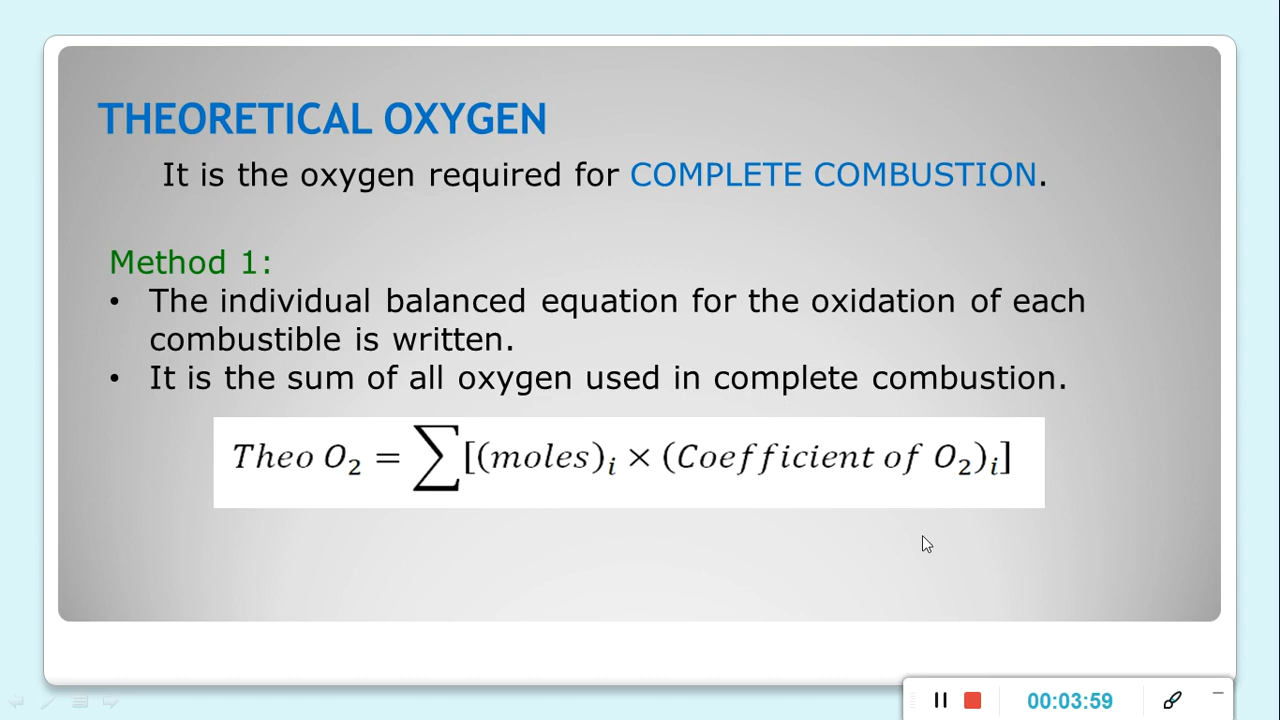 THEORETICAL OXYGEN
It is the oxygen required for COMPLETE COMBUSTION.
Method 1:
• The individual balanced equation for the oxidation of each
combustible is written.
• It is the sum of all oxygen used in complete combustion.
Theo O₂ = ∑[(moles)ᵢ × (Coefficient of O₂)ᵢ]
00:03:59